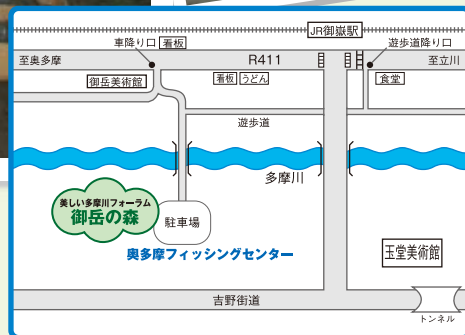 JR御嶽駅
車降り口
看板
遊歩道降り口
至奥多摩
R411
至立川
御岳美術館
看板
うどん
食堂
遊歩道
多摩川
美しい多摩川フォーラム
御岳の森
駐車場
奥多摩フィッシングセンター
玉堂美術館
吉野街道
トンネル